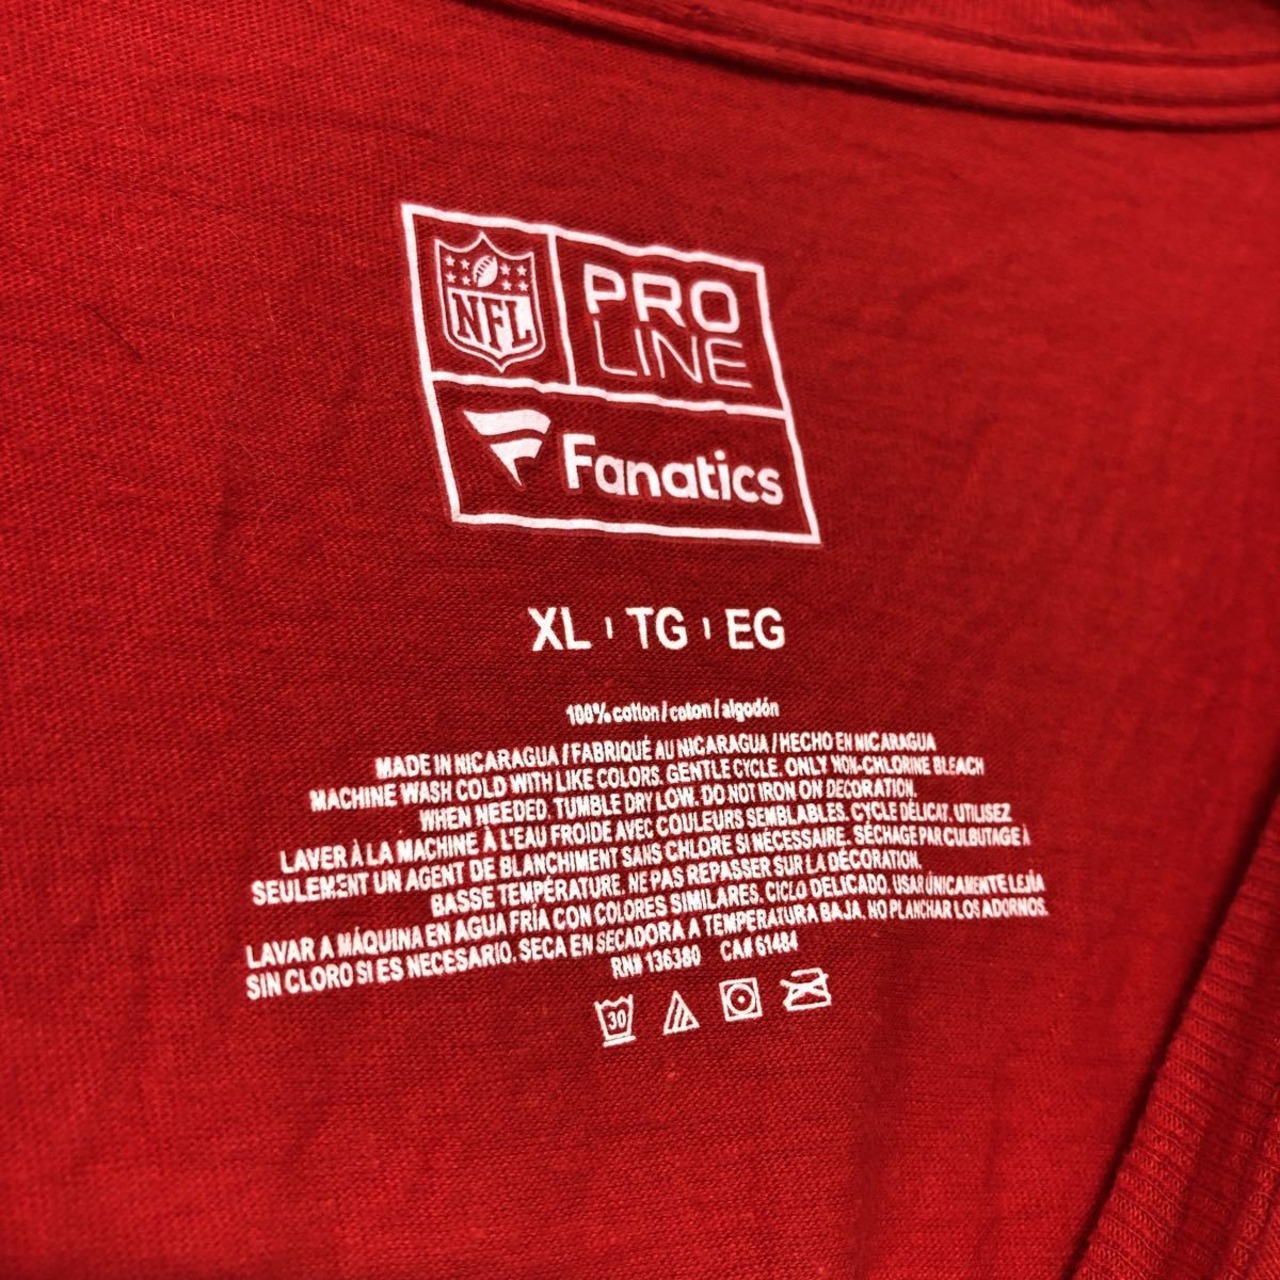 NFL
PRO
LINE
Fanatics
XL | TG | EG
100% cotton / coton / algodón
MADE IN NICARAGUA / FABRIQUÉ AU NICARAGUA / HECHO EN NICARAGUA
MACHINE WASH COLD WITH LIKE COLORS. GENTLE CYCLE. ONLY NON-CHLORINE BLEACH
WHEN NEEDED. TUMBLE DRY LOW. DO NOT IRON ON DECORATION.
LAVER À LA MACHINE À L'EAU FROIDE AVEC COULEURS SEMBLABLES. CYCLE DÉLICAT. UTILISEZ
SEULEMENT UN AGENT DE BLANCHIMENT SANS CHLORE SI NÉCESSAIRE. SÉCHAGE PAR CULBUTAGE À
BASSE TEMPÉRATURE. NE PAS REPASSER SUR LA DÉCORATION.
LAVAR A MÁQUINA EN AGUA FRÍA CON COLORES SIMILARES. CICLO DELICADO. USAR ÚNICAMENTE LEJÍA
SIN CLORO SI ES NECESARIO. SECA EN SECADORA A TEMPERATURA BAJA. NO PLANCHAR LOS ADORNOS.
RN# 136380 CA# 61484
30